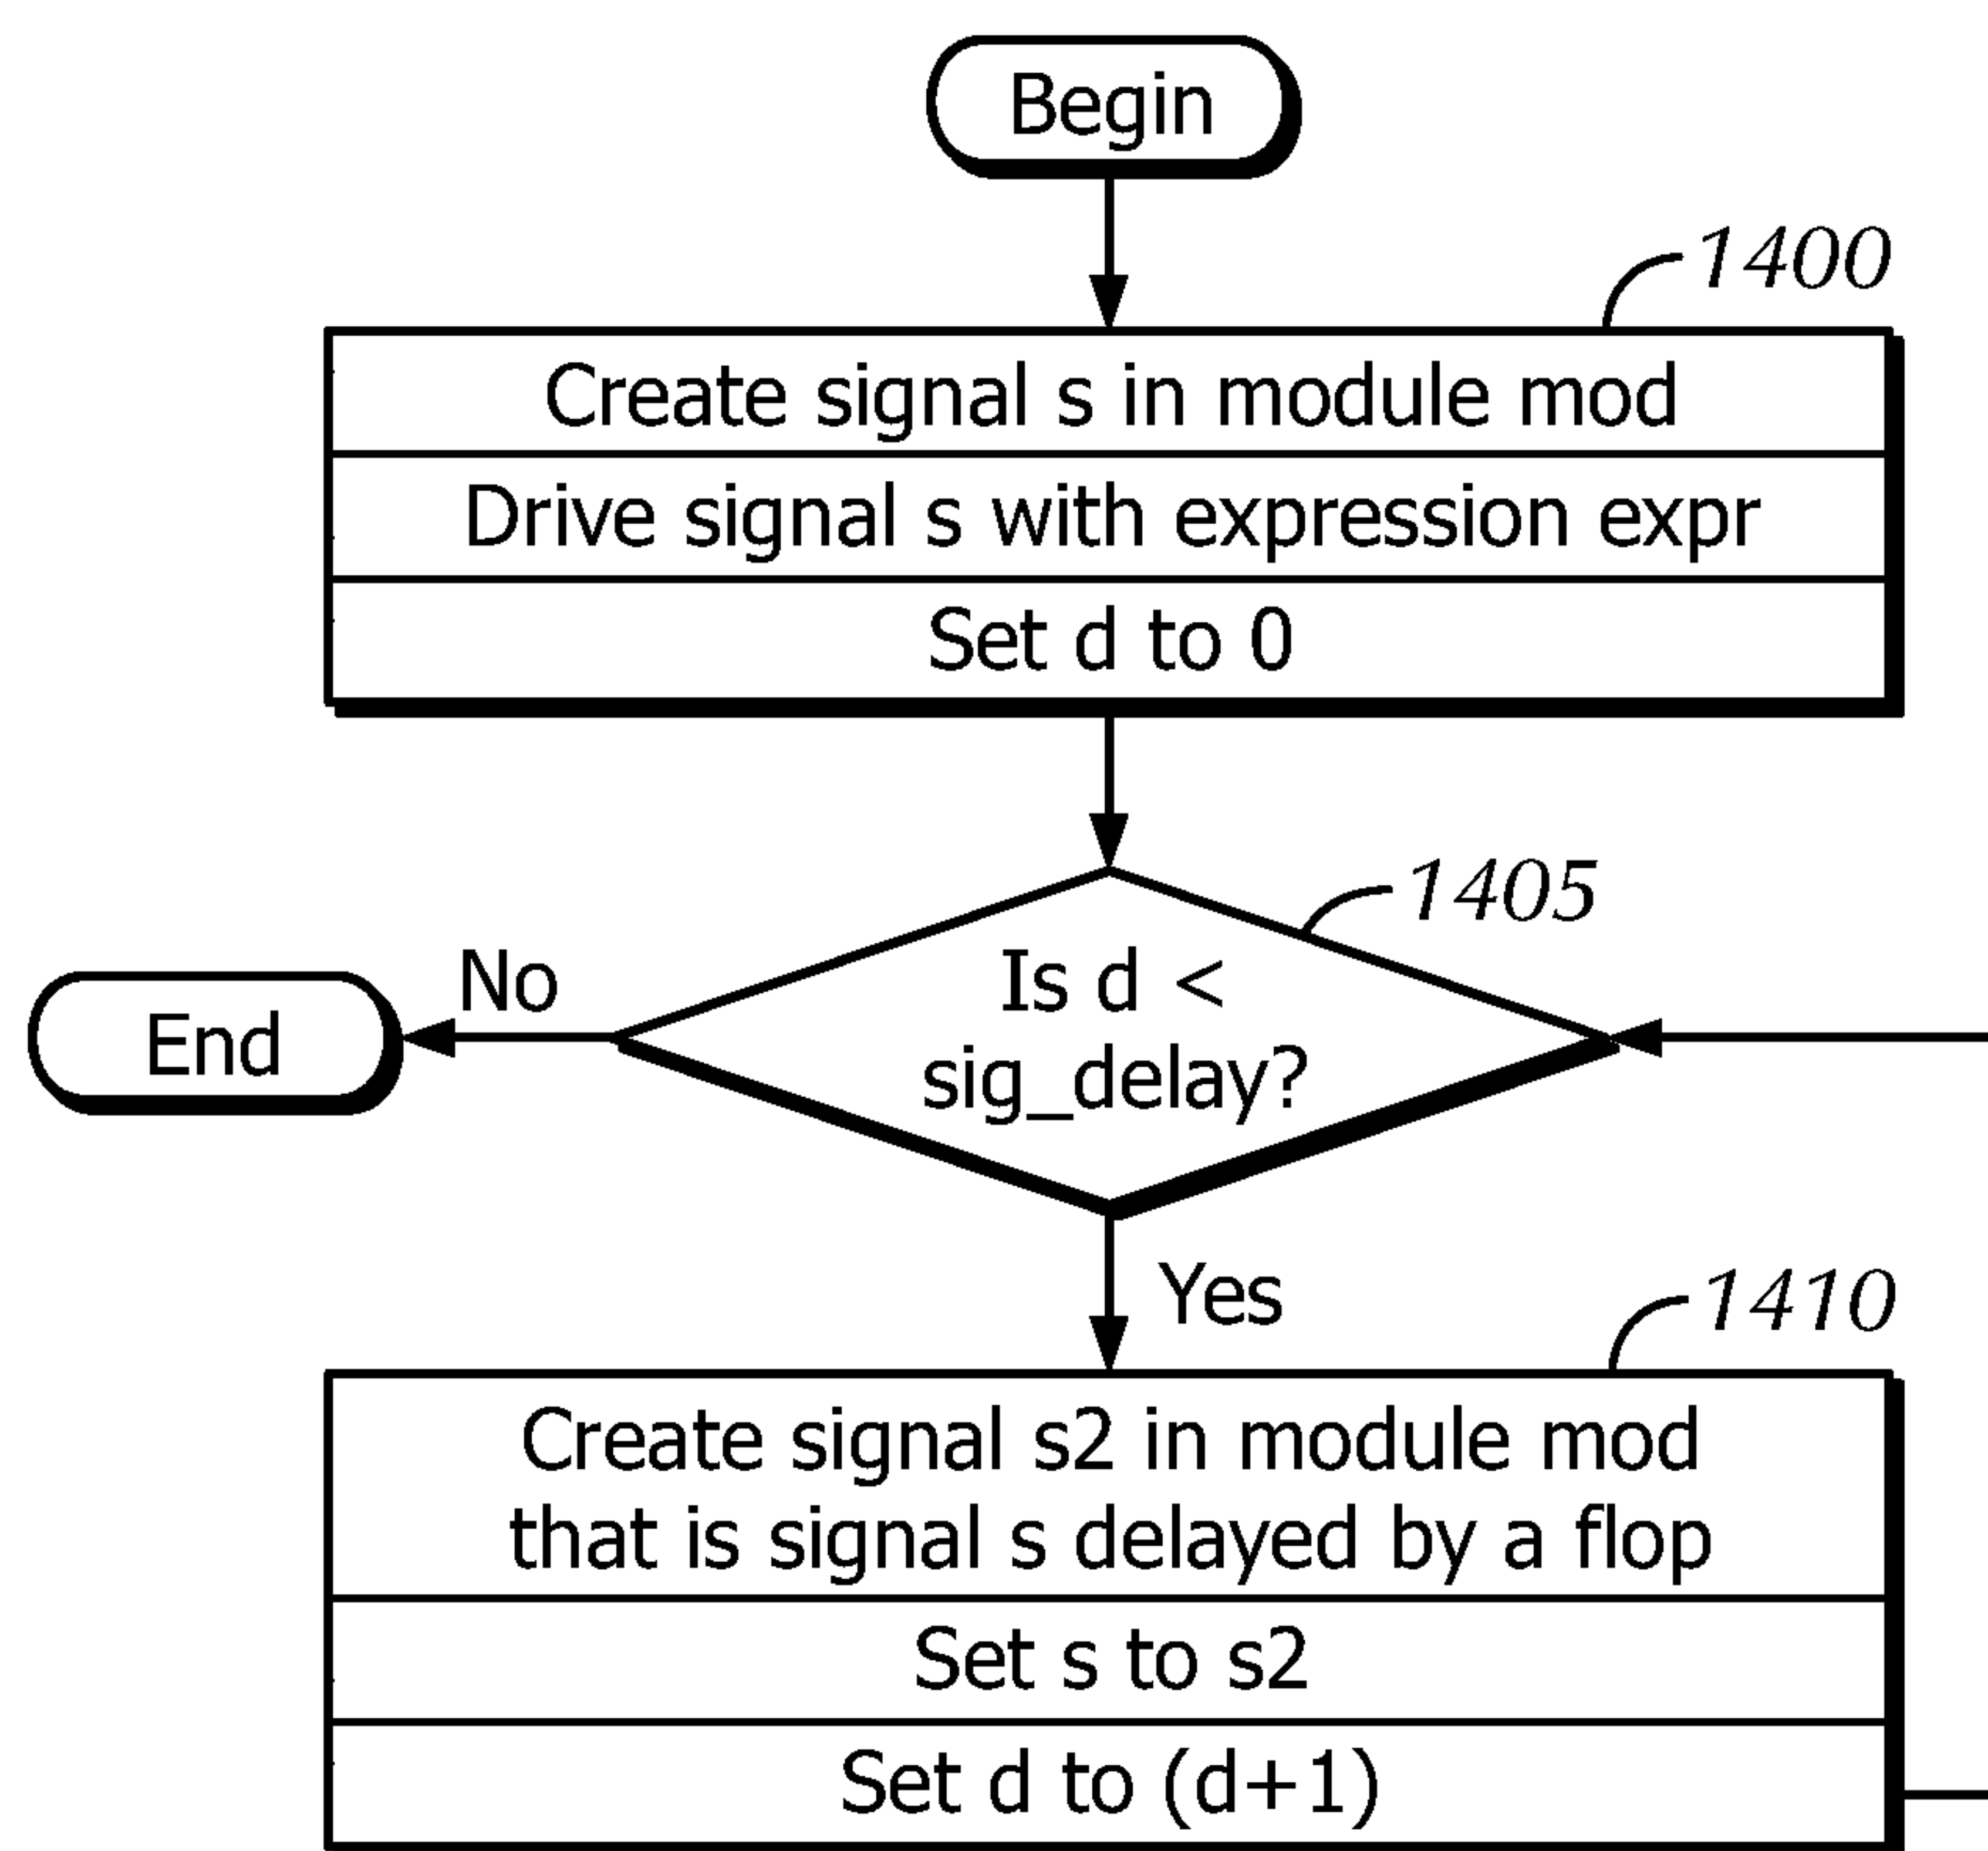 Begin
1400
Create signal s in module mod
Drive signal s with expression expr
Set d to 0
1405
No
Is d <
End
sig_delay?
Yes
1410
Create signal s2 in module mod
that is signal s delayed by a flop
Set s to s2
Set d to (d+1)